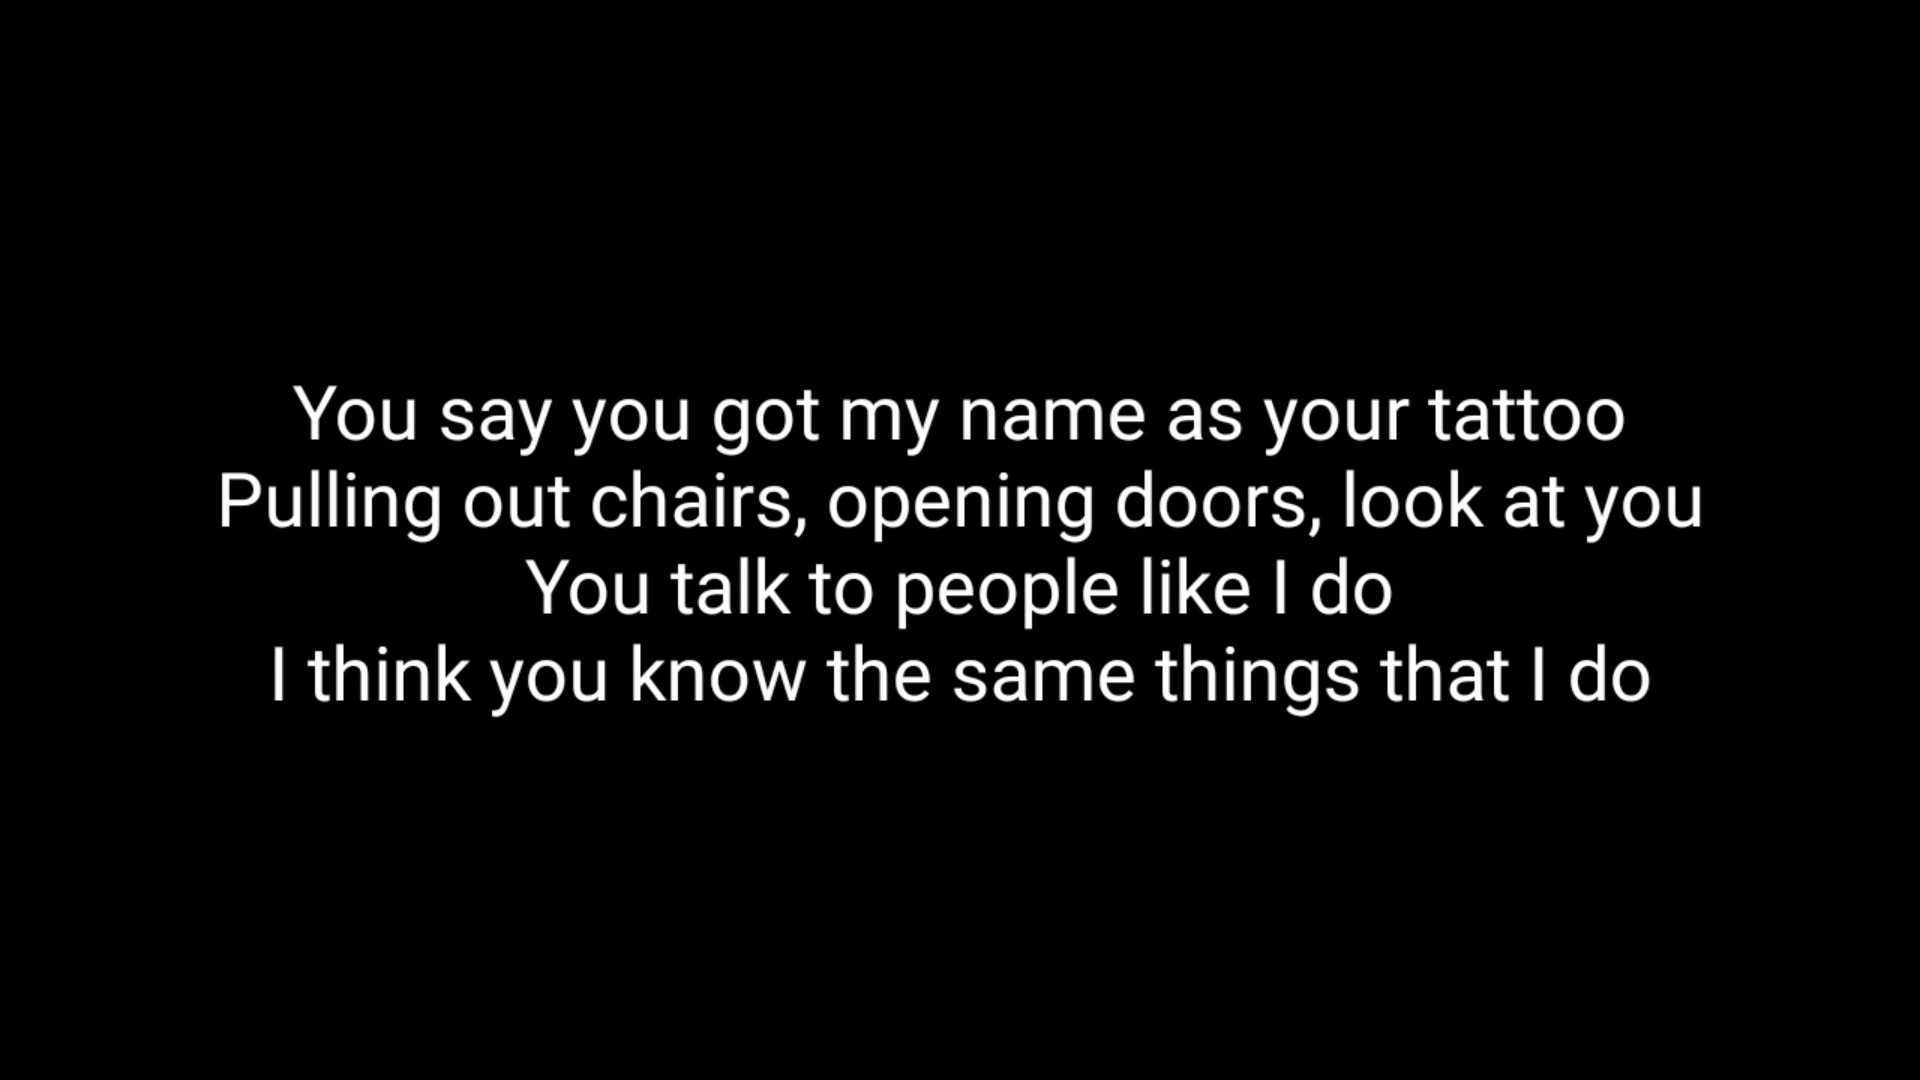 You say you got my name as your tattoo
Pulling out chairs, opening doors, look at you
You talk to people like I do
I think you know the same things that I do